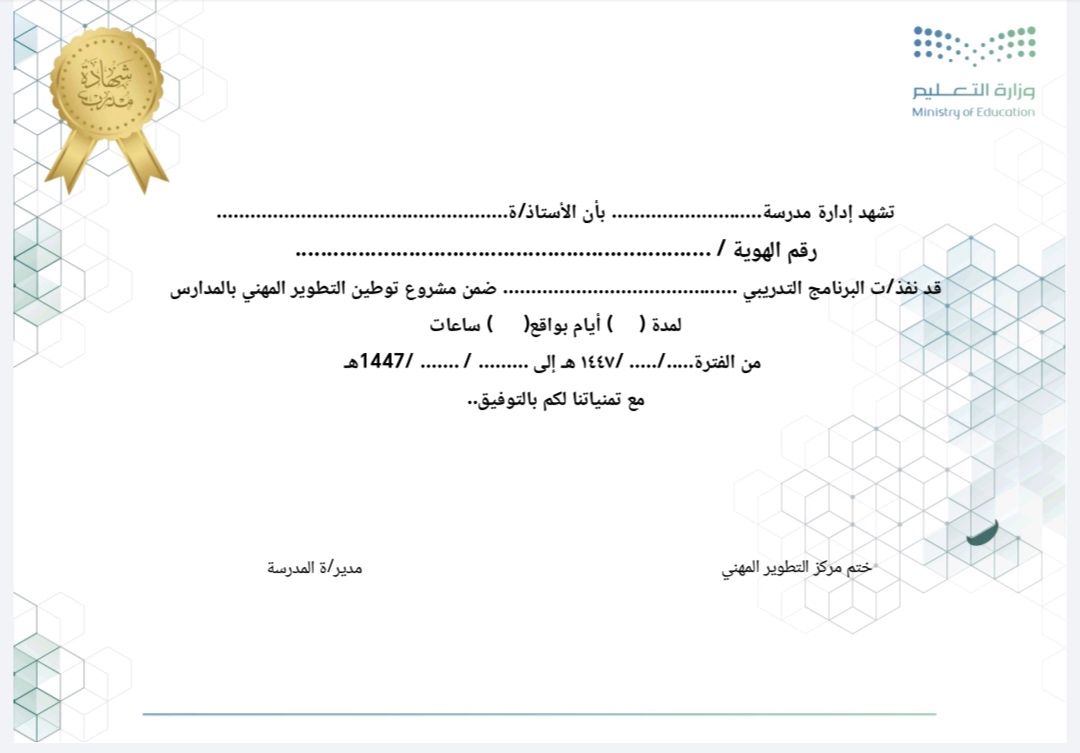 شهادة
مدرب
وزارة التعليم
Ministry of Education
تشهد إدارة مدرسة.......................... بأن الأستاذ/ة....................................................
رقم الهوية / ..................................................................
قد نفذ/ت البرنامج التدريبي .......................................... ضمن مشروع توطين التطوير المهني بالمدارس
لمدة ( ) أيام بواقع( ) ساعات
من الفترة...../..... /١٤٤٧ هـ إلى ......... / ....... /1447هـ
مع تمنياتنا لكم بالتوفيق..
ختم مركز التطوير المهني
مدير/ة المدرسة